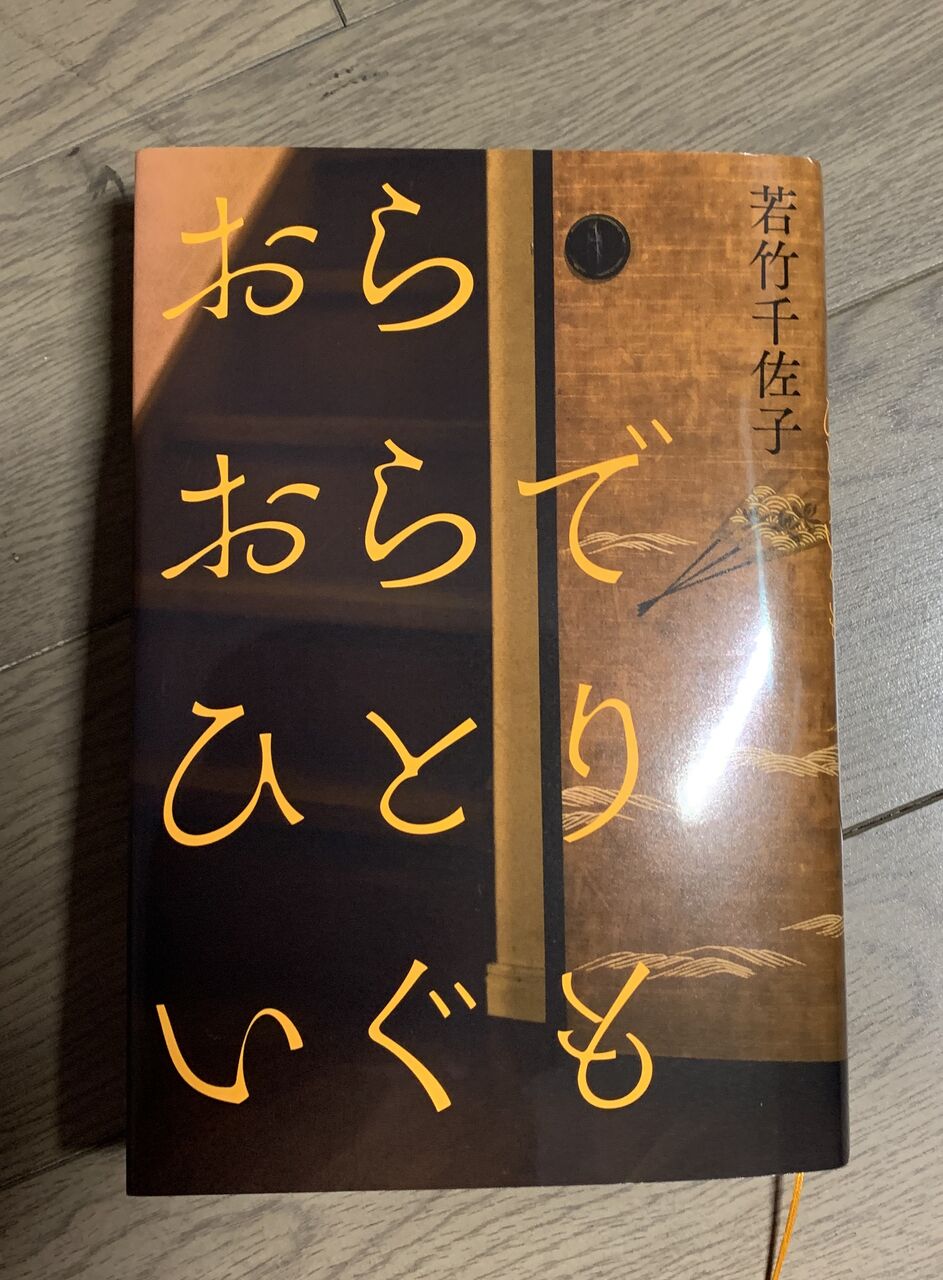 おら
おらで
ひとり
いぐも
若竹千佐子